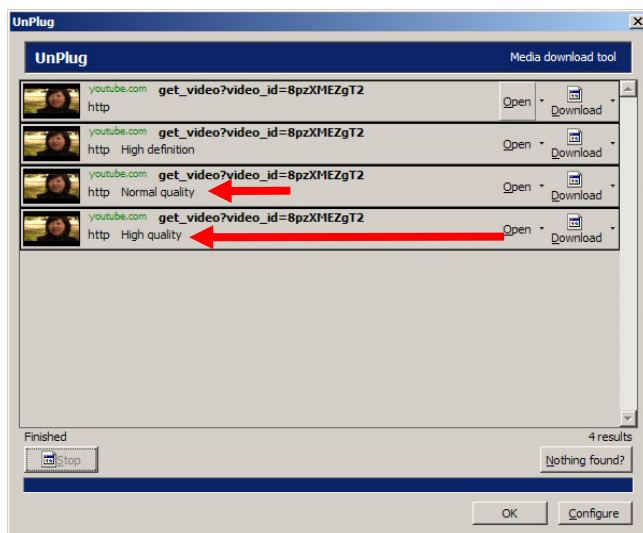 UnPlug
UnPlug Media download tool
youtube.com get_video?video_id=8pzXMEZgT2
http
Open Download
youtube.com get_video?video_id=8pzXMEZgT2
http High definition
Open Download
youtube.com get_video?video_id=8pzXMEZgT2
http Normal quality
Open Download
youtube.com get_video?video_id=8pzXMEZgT2
http High quality
Open Download
Finished 4 results
Stop Nothing found?
OK Configure